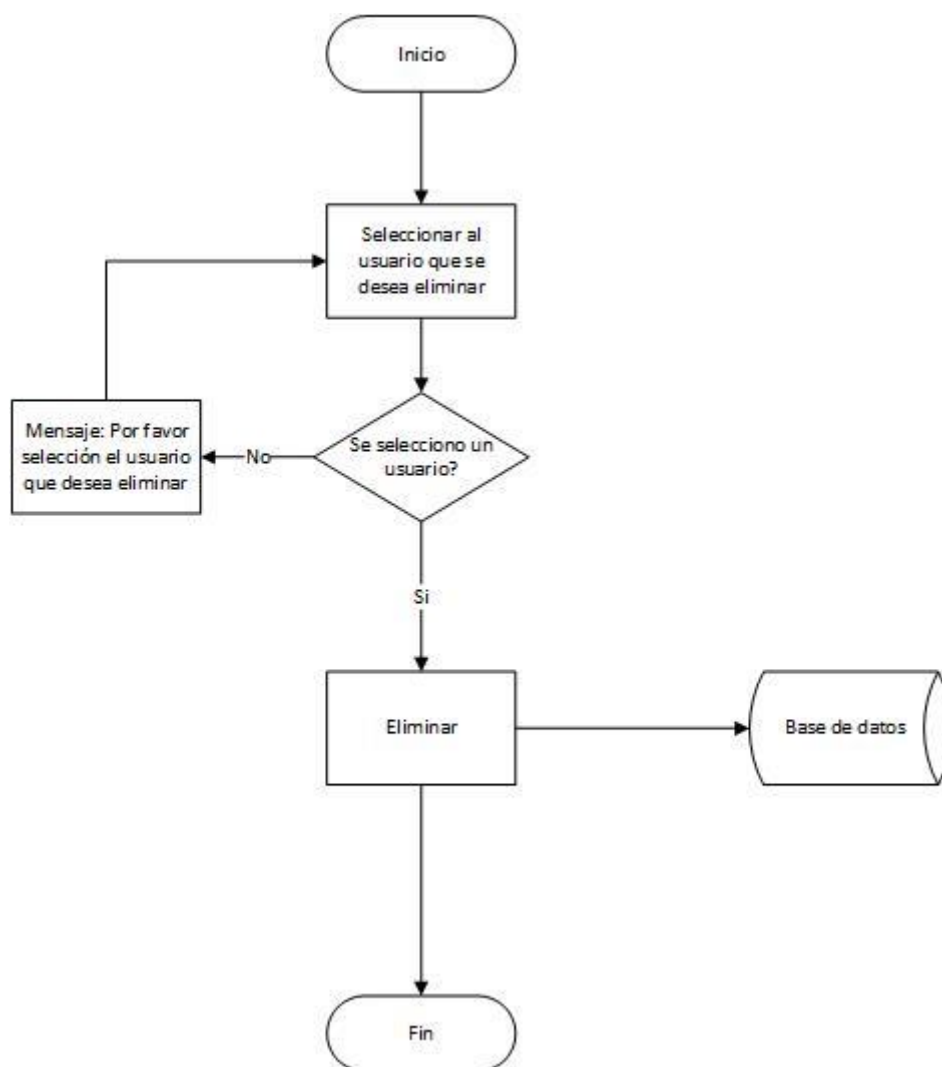 Inicio
Seleccionar al
usuario que se
desea eliminar
Se selecciono un
usuario?
No
Mensaje: Por favor
selección el usuario
que desea eliminar
Si
Eliminar
Base de datos
Fin